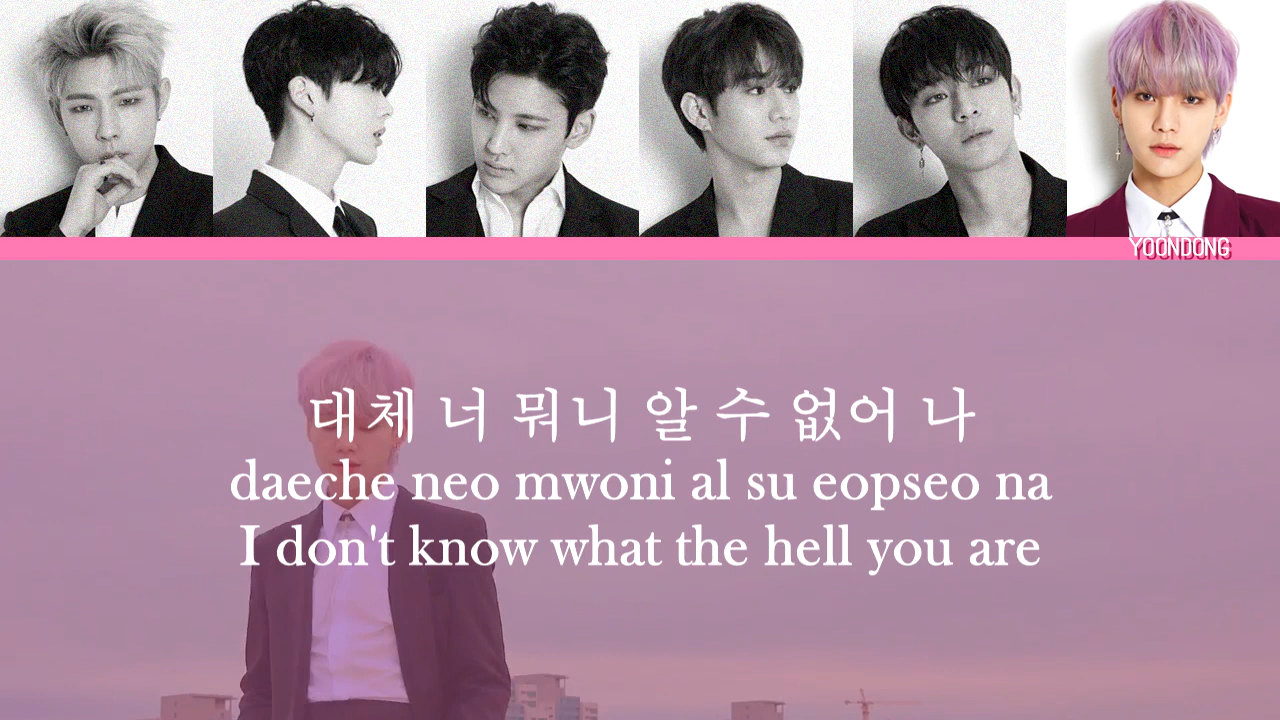 YOONDONG
대체 너 뭐니 알 수 없어 나
daeche neo mwoni al su eopseo na
I don't know what the hell you are